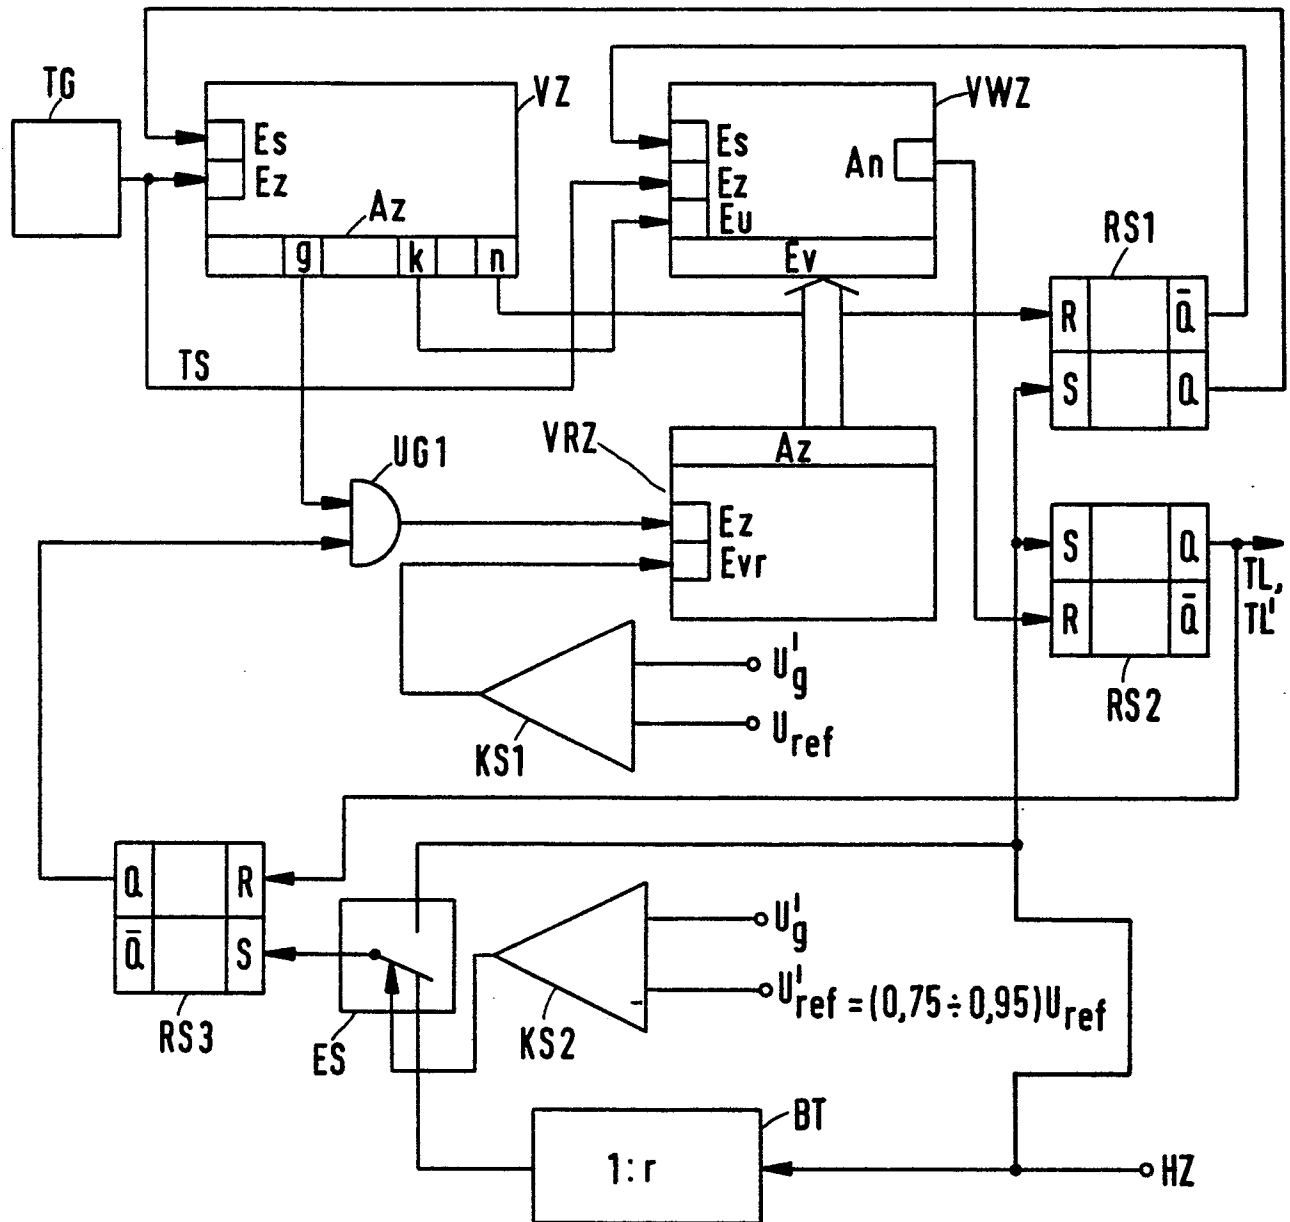 TG
VZ
VWZ
Es
Ez
Az
g
k
n
Es
Ez
Eu
An
Ev
RS1
R
Q̄
S
Q
TS
UG1
VRZ
Az
Ez
Evr
S
Q
R
Q̄
TL,
TL'
RS2
KS1
U'g
Uref
Q
R
Q̄
S
RS3
ES
KS2
U'g
-
U'ref = (0,75÷0,95)Uref
BT
1:r
HZ